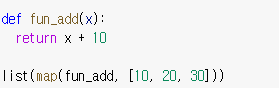 def fun_add(x):
  return x + 10

list(map(fun_add, [10, 20, 30]))